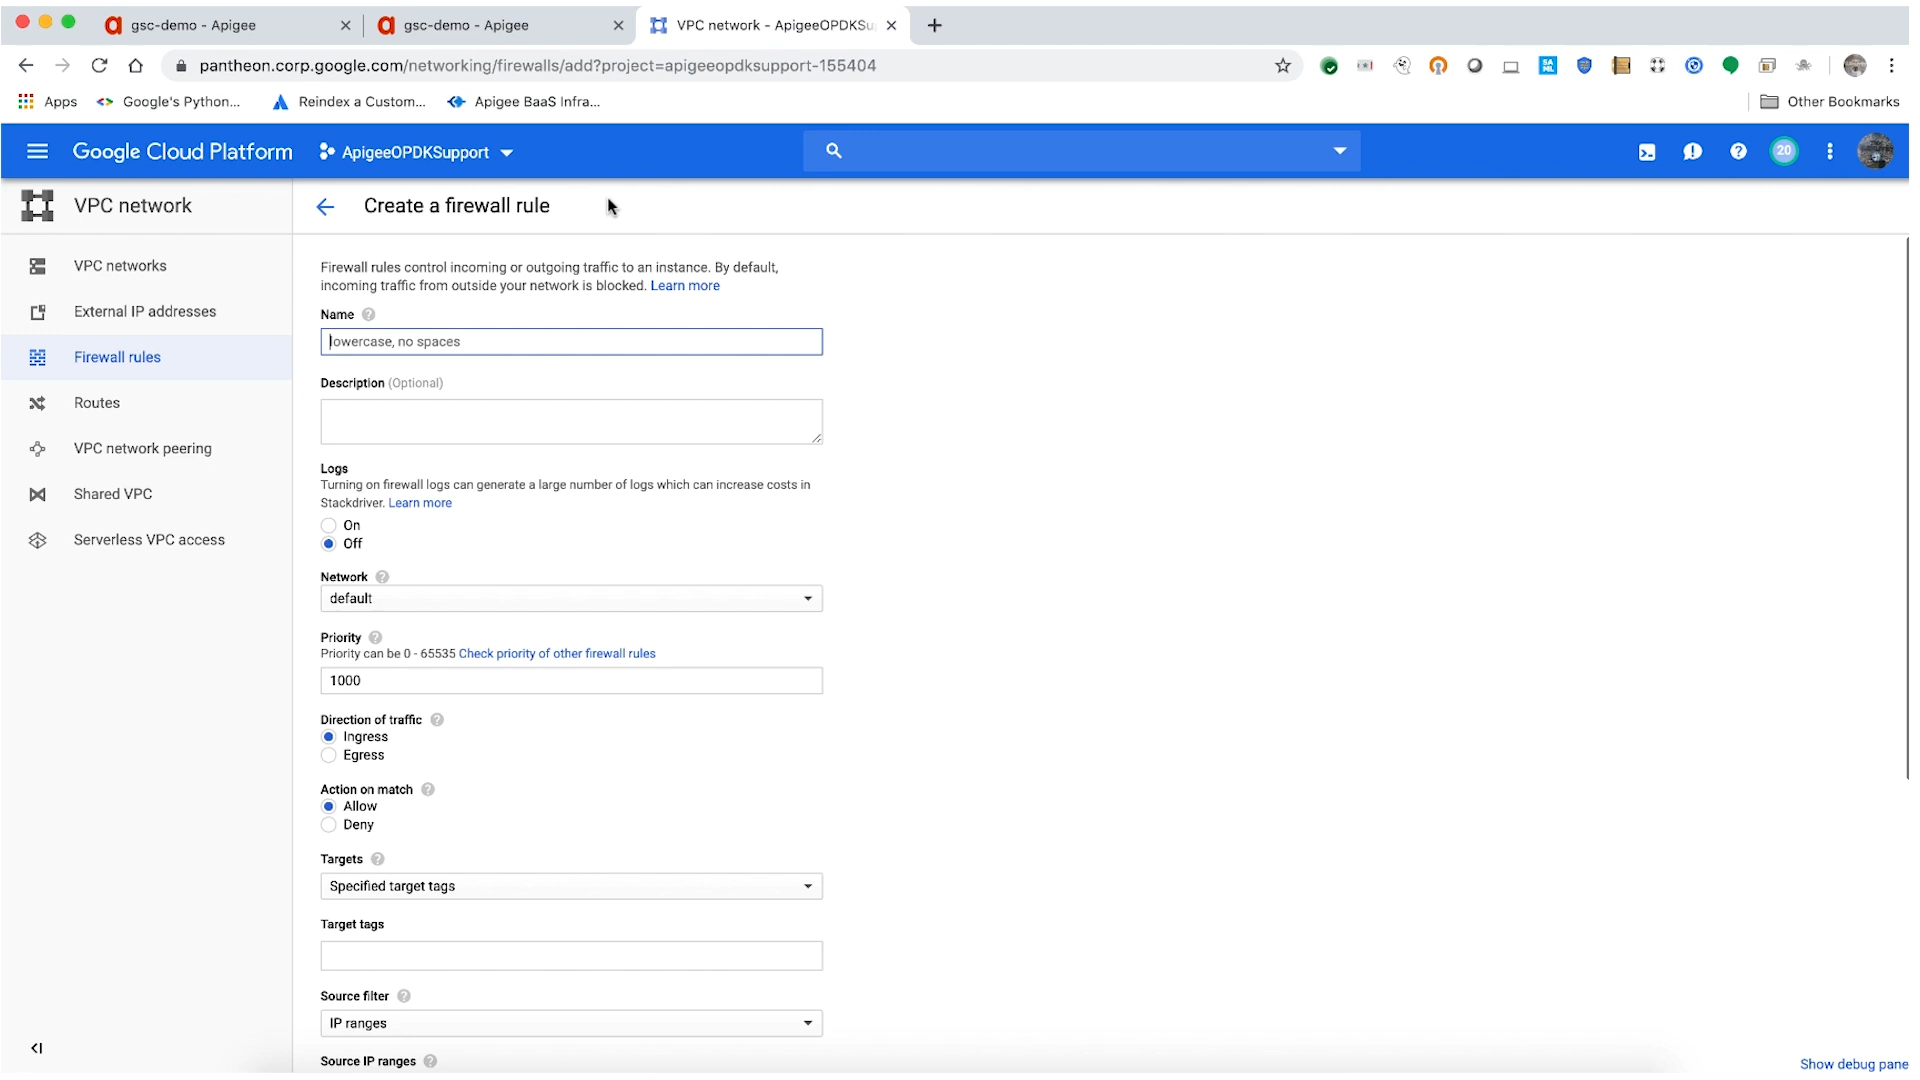 gsc-demo - Apigee
gsc-demo - Apigee
VPC network - ApigeeOPDKSu
pantheon.corp.google.com/networking/firewalls/add?project=apigeeopdksupport-155404
SA
ML
Apps
Google's Python...
Reindex a Custom...
Apigee BaaS Infra...
Other Bookmarks
Google Cloud Platform
ApigeeOPDKSupport
20
VPC network
Create a firewall rule
VPC networks
External IP addresses
Firewall rules
Routes
VPC network peering
Shared VPC
Serverless VPC access
Firewall rules control incoming or outgoing traffic to an instance. By default,
incoming traffic from outside your network is blocked. Learn more
Name
lowercase, no spaces
Description (Optional)
Logs
Turning on firewall logs can generate a large number of logs which can increase costs in
Stackdriver. Learn more
On
Off
Network
default
Priority
Priority can be 0 - 65535 Check priority of other firewall rules
1000
Direction of traffic
Ingress
Egress
Action on match
Allow
Deny
Targets
Specified target tags
Target tags
Source filter
IP ranges
Source IP ranges
Show debug pane